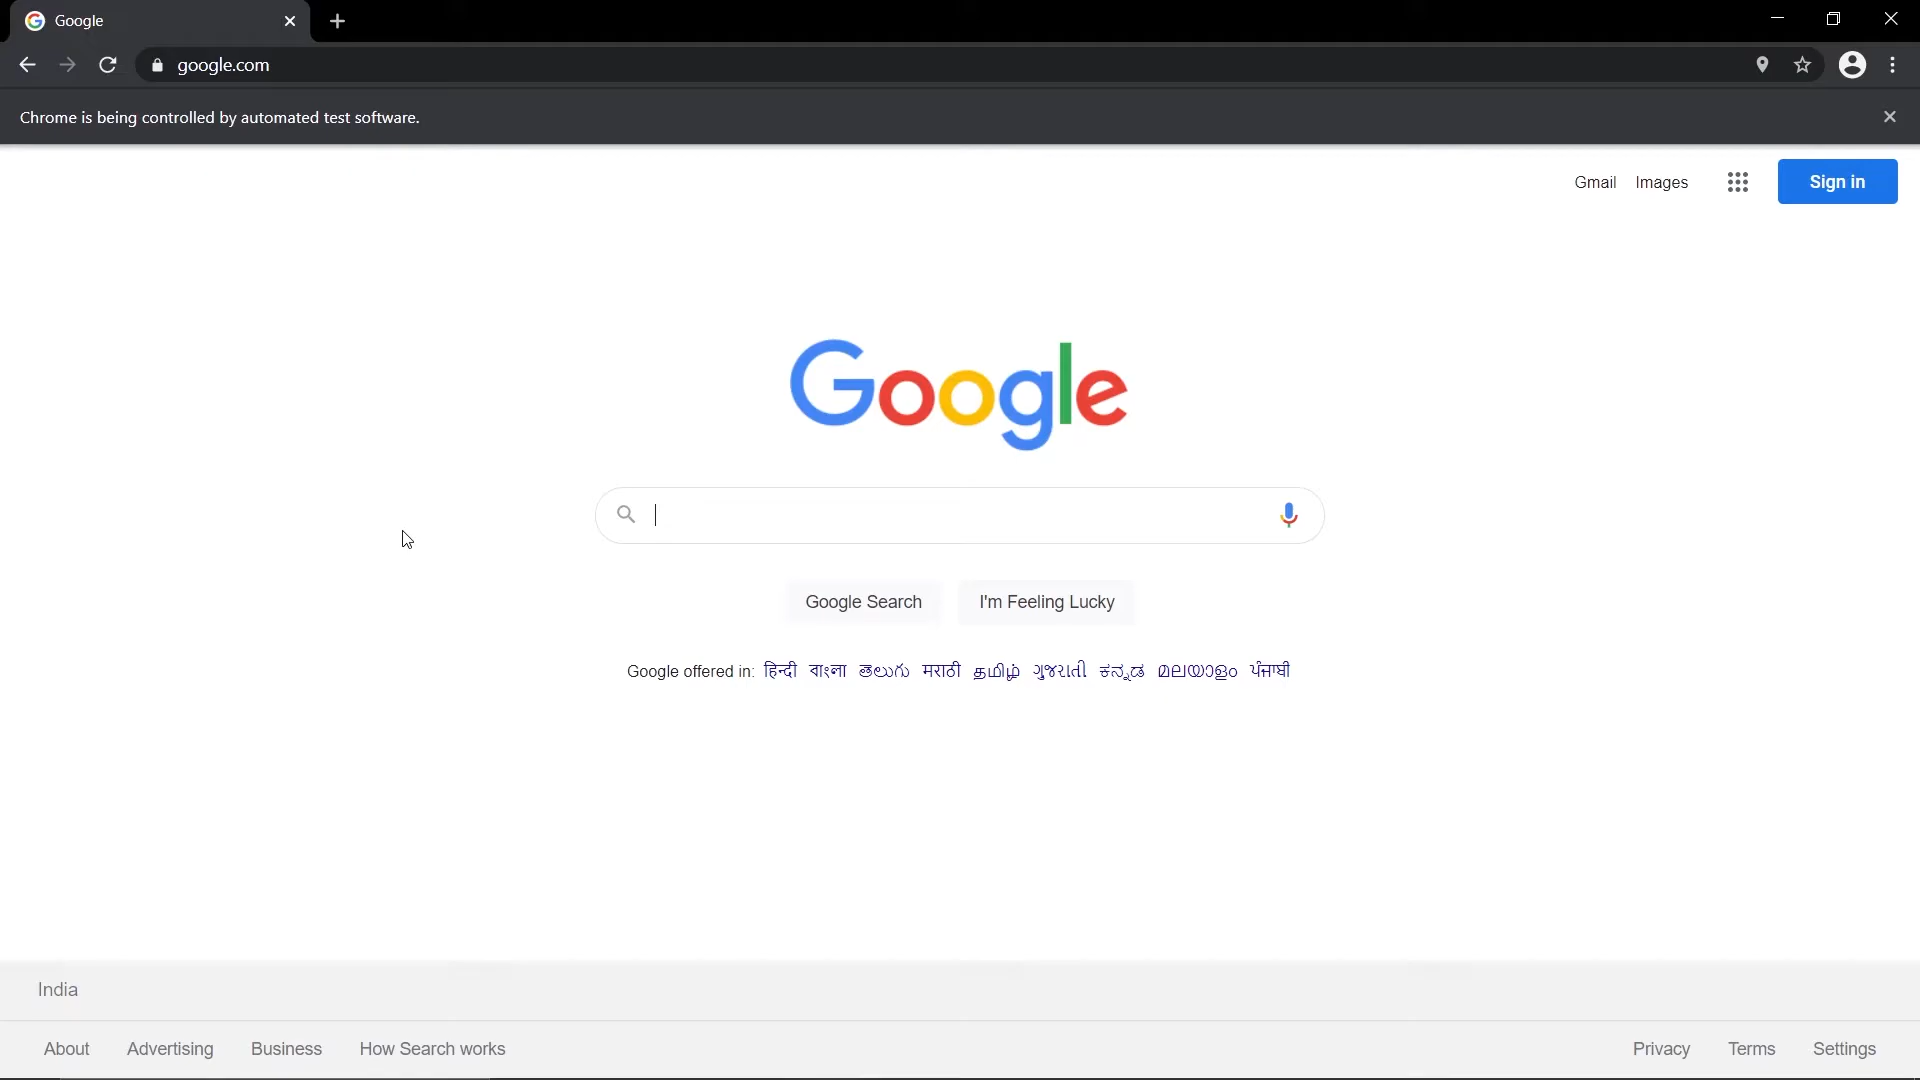 Google
google.com
Chrome is being controlled by automated test software.
Gmail Images Sign in
Google
Google Search I'm Feeling Lucky
Google offered in: हिन्दी বাংলা తెలుగు मराठी தமிழ் ગુજરાતી ಕನ್ನಡ മലയാളം ਪੰਜਾਬੀ
India
About Advertising Business How Search works Privacy Terms Settings